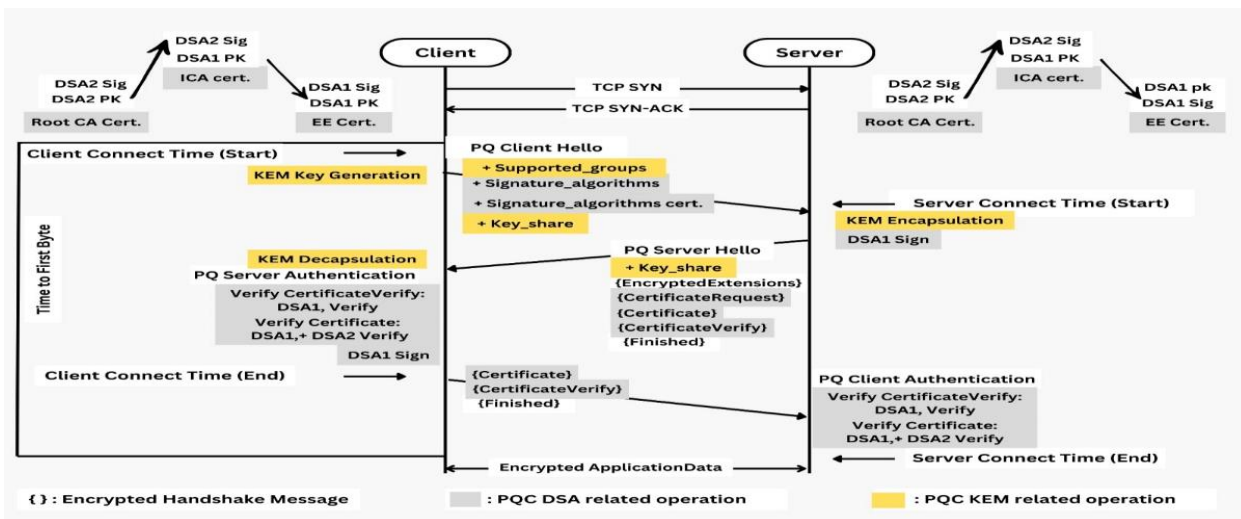 DSA2 Sig
DSA1 PK
ICA cert.
DSA2 Sig
DSA2 PK
Root CA Cert.
DSA1 Sig
DSA1 PK
EE Cert.
Client
Server
DSA2 Sig
DSA1 PK
ICA cert.
DSA2 Sig
DSA2 PK
Root CA Cert.
DSA1 pk
DSA1 Sig
EE Cert.
TCP SYN
TCP SYN-ACK
Time to First Byte
Client Connect Time (Start)
KEM Key Generation
PQ Client Hello
+ Supported_groups
+ Signature_algorithms
+ Signature_algorithms cert.
+ Key_share
Server Connect Time (Start)
KEM Encapsulation
DSA1 Sign
PQ Server Hello
+ Key_share
{EncryptedExtensions}
{CertificateRequest}
{Certificate}
{CertificateVerify}
{Finished}
KEM Decapsulation
PQ Server Authentication
Verify CertificateVerify:
DSA1, Verify
Verify Certificate:
DSA1,+ DSA2 Verify
DSA1 Sign
Client Connect Time (End)
{Certificate}
{CertificateVerify}
{Finished}
PQ Client Authentication
Verify CertificateVerify:
DSA1, Verify
Verify Certificate:
DSA1,+ DSA2 Verify
Server Connect Time (End)
Encrypted ApplicationData
{ } : Encrypted Handshake Message
: PQC DSA related operation
: PQC KEM related operation